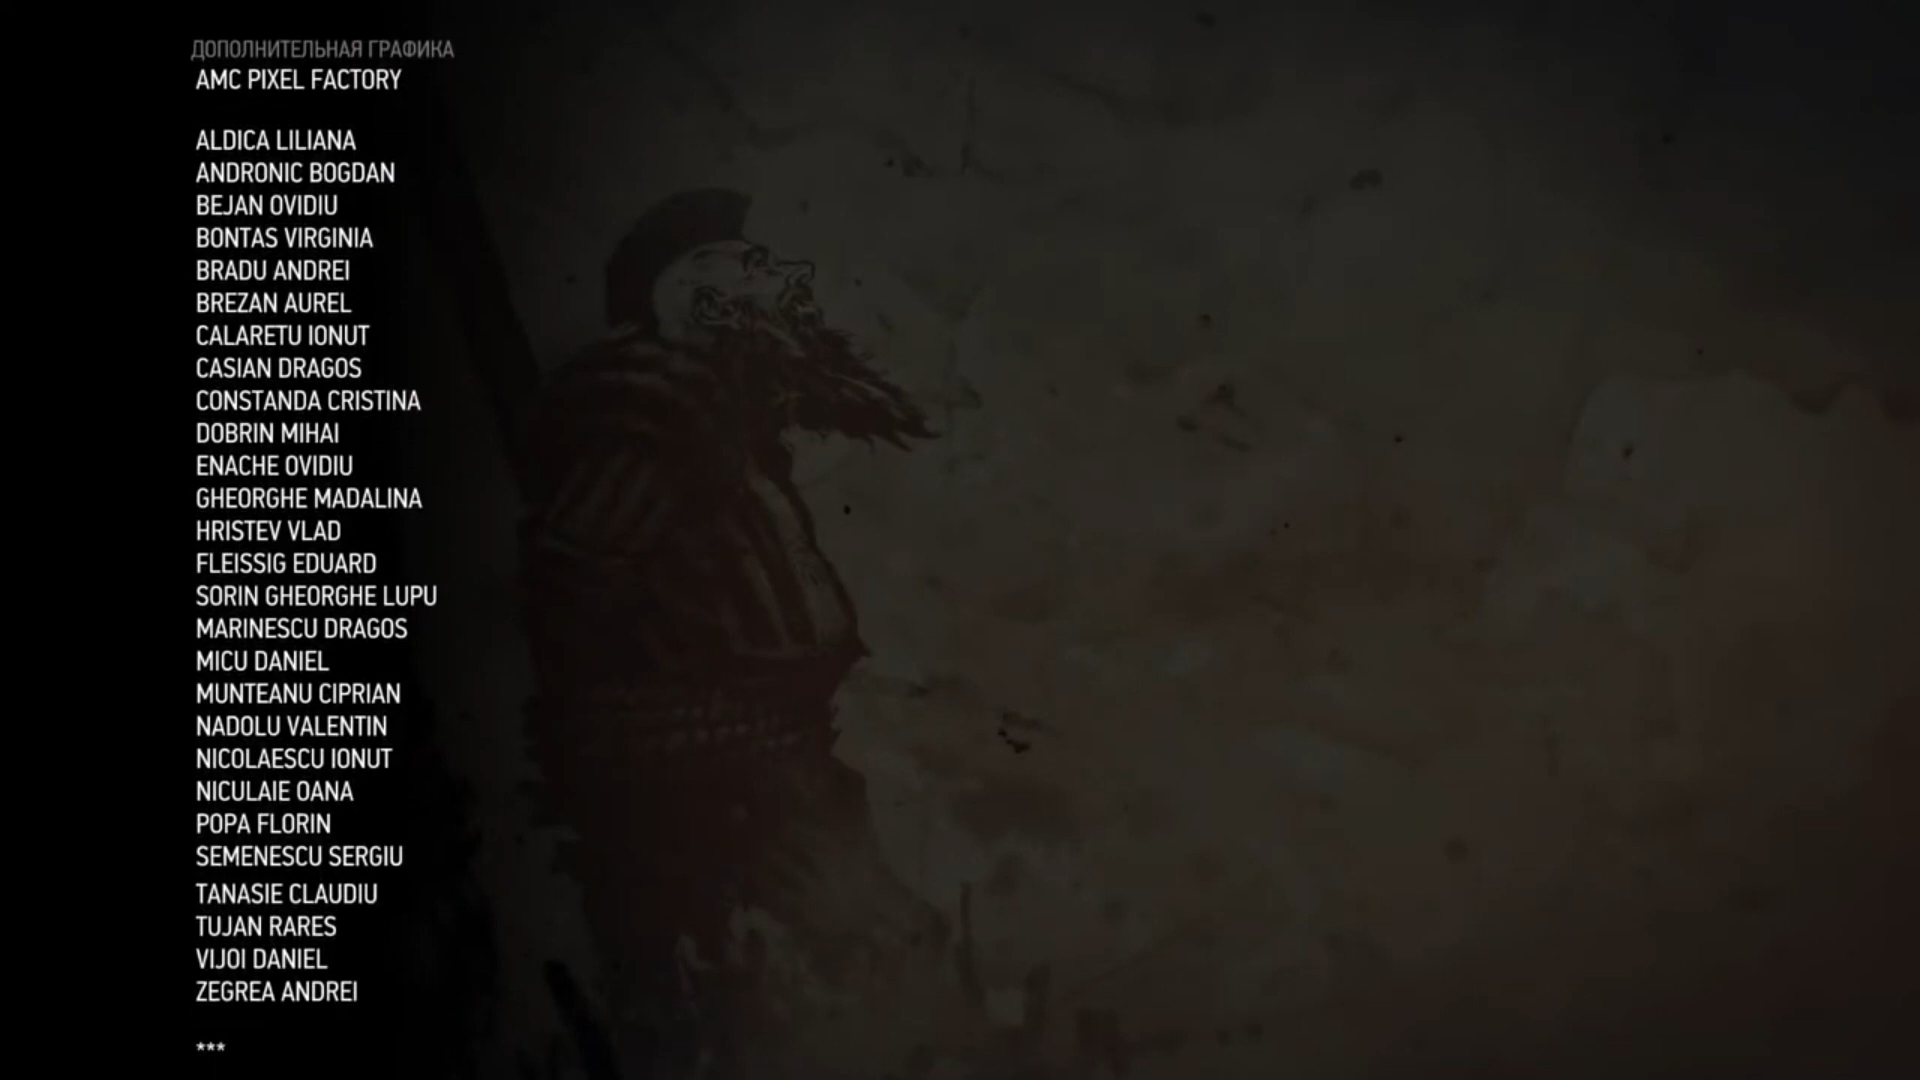 ДОПОЛНИТЕЛЬНАЯ ГРАФИКА
AMC PIXEL FACTORY
ALDICA LILIANA
ANDRONIC BOGDAN
BEJAN OVIDIU
BONTAS VIRGINIA
BRADU ANDREI
BREZAN AUREL
CALARETU IONUT
CASIAN DRAGOS
CONSTANDA CRISTINA
DOBRIN MIHAI
ENACHE OVIDIU
GHEORGHE MADALINA
HRISTEV VLAD
FLEISSIG EDUARD
SORIN GHEORGHE LUPU
MARINESCU DRAGOS
MICU DANIEL
MUNTEANU CIPRIAN
NADOLU VALENTIN
NICOLAESCU IONUT
NICULAIE OANA
POPA FLORIN
SEMENESCU SERGIU
TANASIE CLAUDIU
TUJAN RARES
VIJOI DANIEL
ZEGREA ANDREI
***